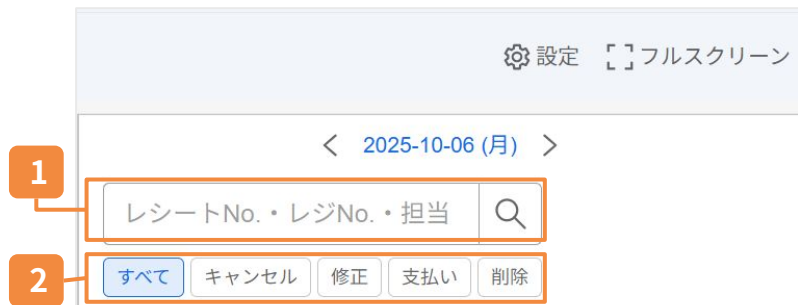 設定 フルスクリーン
2025-10-06 (月)
1
レシートNo.・レジNo.・担当
2
すべて キャンセル 修正 支払い 削除